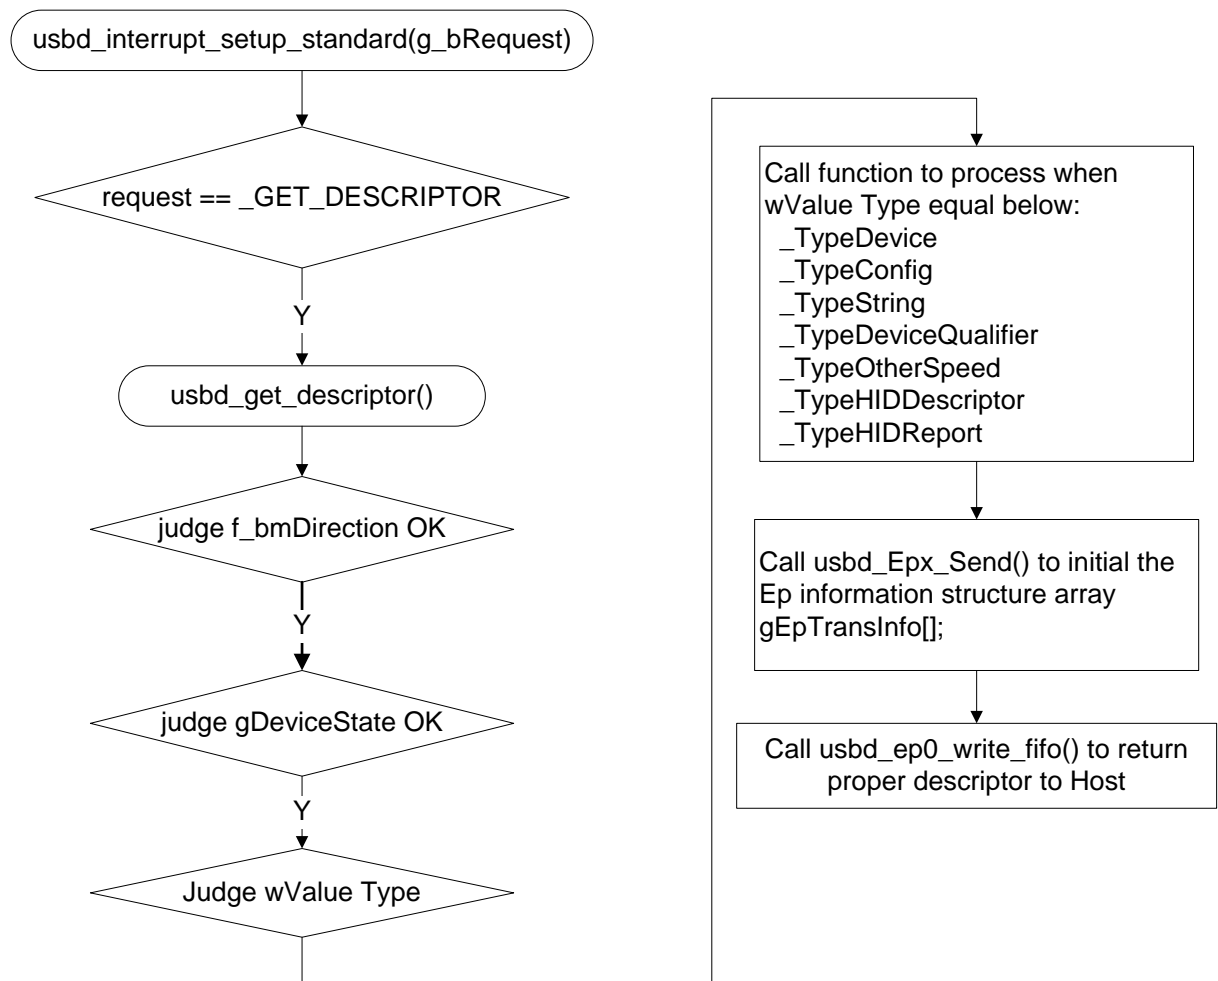 usbd_interrupt_setup_standard(g_bRequest)
request == _GET_DESCRIPTOR
Y
usbd_get_descriptor()
judge f_bmDirection OK
Y
judge gDeviceState OK
Y
Judge wValue Type
Call function to process when
wValue Type equal below:
_TypeDevice
_TypeConfig
_TypeString
_TypeDeviceQualifier
_TypeOtherSpeed
_TypeHIDDescriptor
_TypeHIDReport
Call usbd_Epx_Send() to initial the
Ep information structure array
gEpTransInfo[];
Call usbd_ep0_write_fifo() to return
proper descriptor to Host